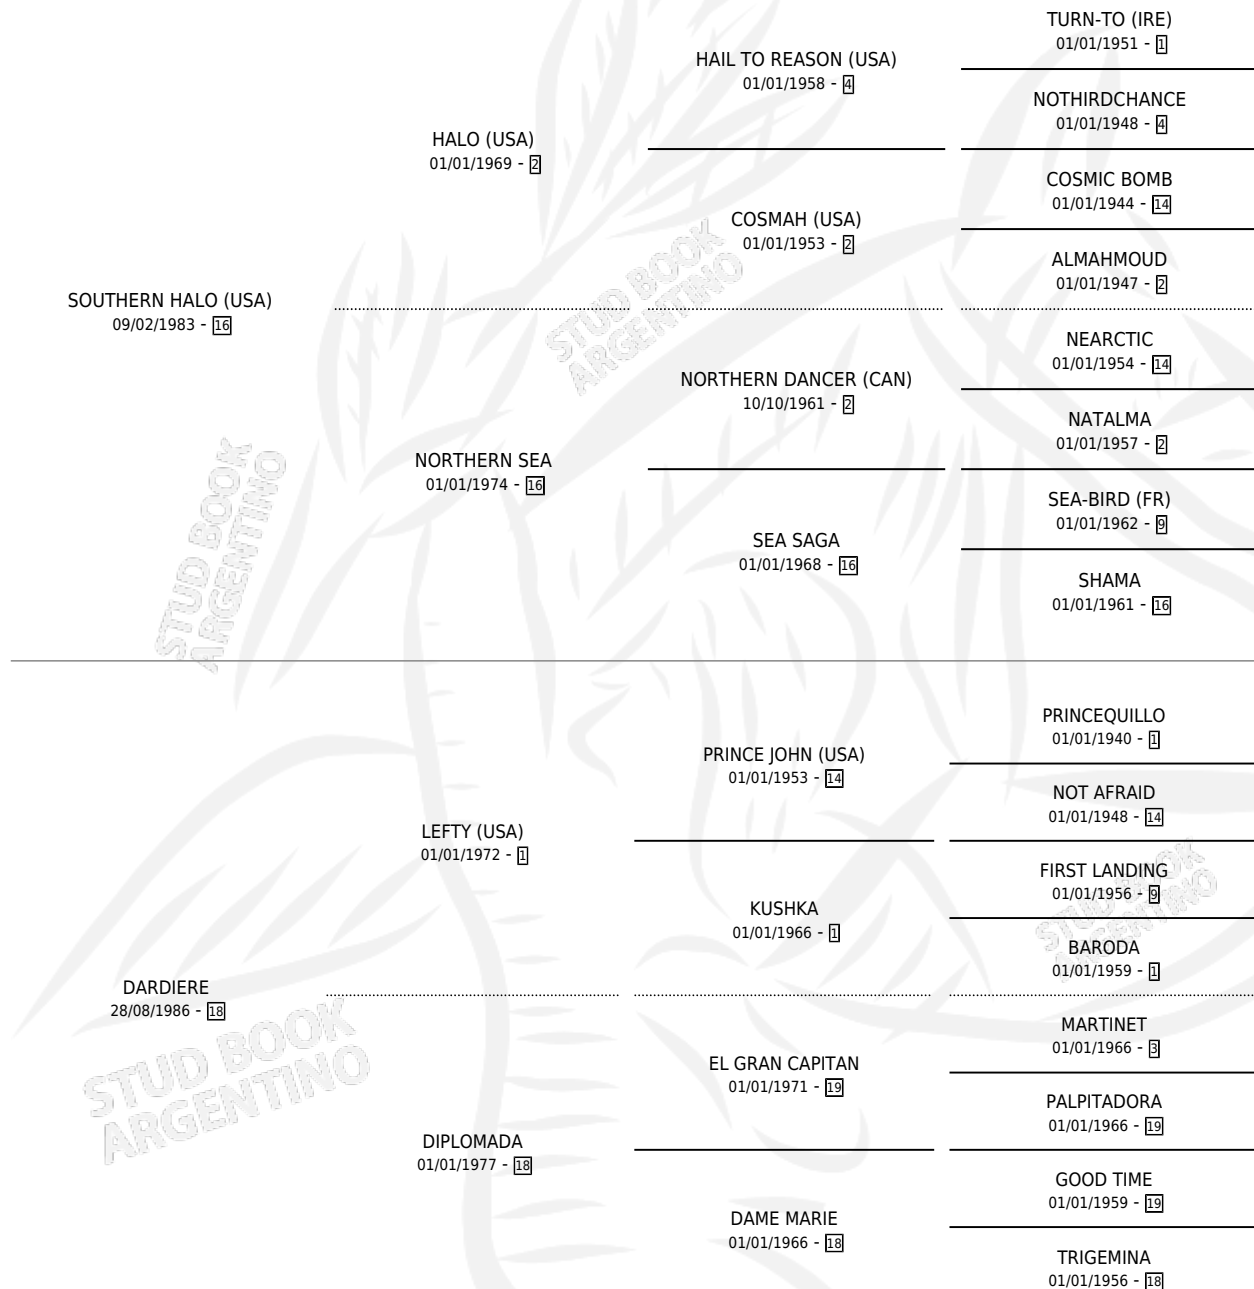 TURN-TO (IRE)
01/01/1951 - 1
HAIL TO REASON (USA)
01/01/1958 - 4
NOTHIRDCHANCE
01/01/1948 - 4
HALO (USA)
01/01/1969 - 2
COSMIC BOMB
01/01/1944 - 14
COSMAH (USA)
01/01/1953 - 2
ALMAHMOUD
01/01/1947 - 2
SOUTHERN HALO (USA)
09/02/1983 - 16
NEARCTIC
01/01/1954 - 14
NORTHERN DANCER (CAN)
10/10/1961 - 2
NATALMA
01/01/1957 - 2
NORTHERN SEA
01/01/1974 - 16
SEA-BIRD (FR)
01/01/1962 - 9
SEA SAGA
01/01/1968 - 16
SHAMA
01/01/1961 - 16
PRINCEQUILLO
01/01/1940 - 1
PRINCE JOHN (USA)
01/01/1953 - 14
NOT AFRAID
01/01/1948 - 14
LEFTY (USA)
01/01/1972 - 1
FIRST LANDING
01/01/1956 - 9
KUSHKA
01/01/1966 - 1
BARODA
01/01/1959 - 1
DARDIERE
28/08/1986 - 18
MARTINET
01/01/1966 - 3
EL GRAN CAPITAN
01/01/1971 - 19
PALPITADORA
01/01/1966 - 19
DIPLOMADA
01/01/1977 - 18
GOOD TIME
01/01/1959 - 19
DAME MARIE
01/01/1966 - 18
TRIGEMINA
01/01/1956 - 18
STUD BOOK
ARGENTINO
STUD BOOK
ARGENTINO
STUD BOOK
ARGENTINO
STUD BOOK
ARGENTINO